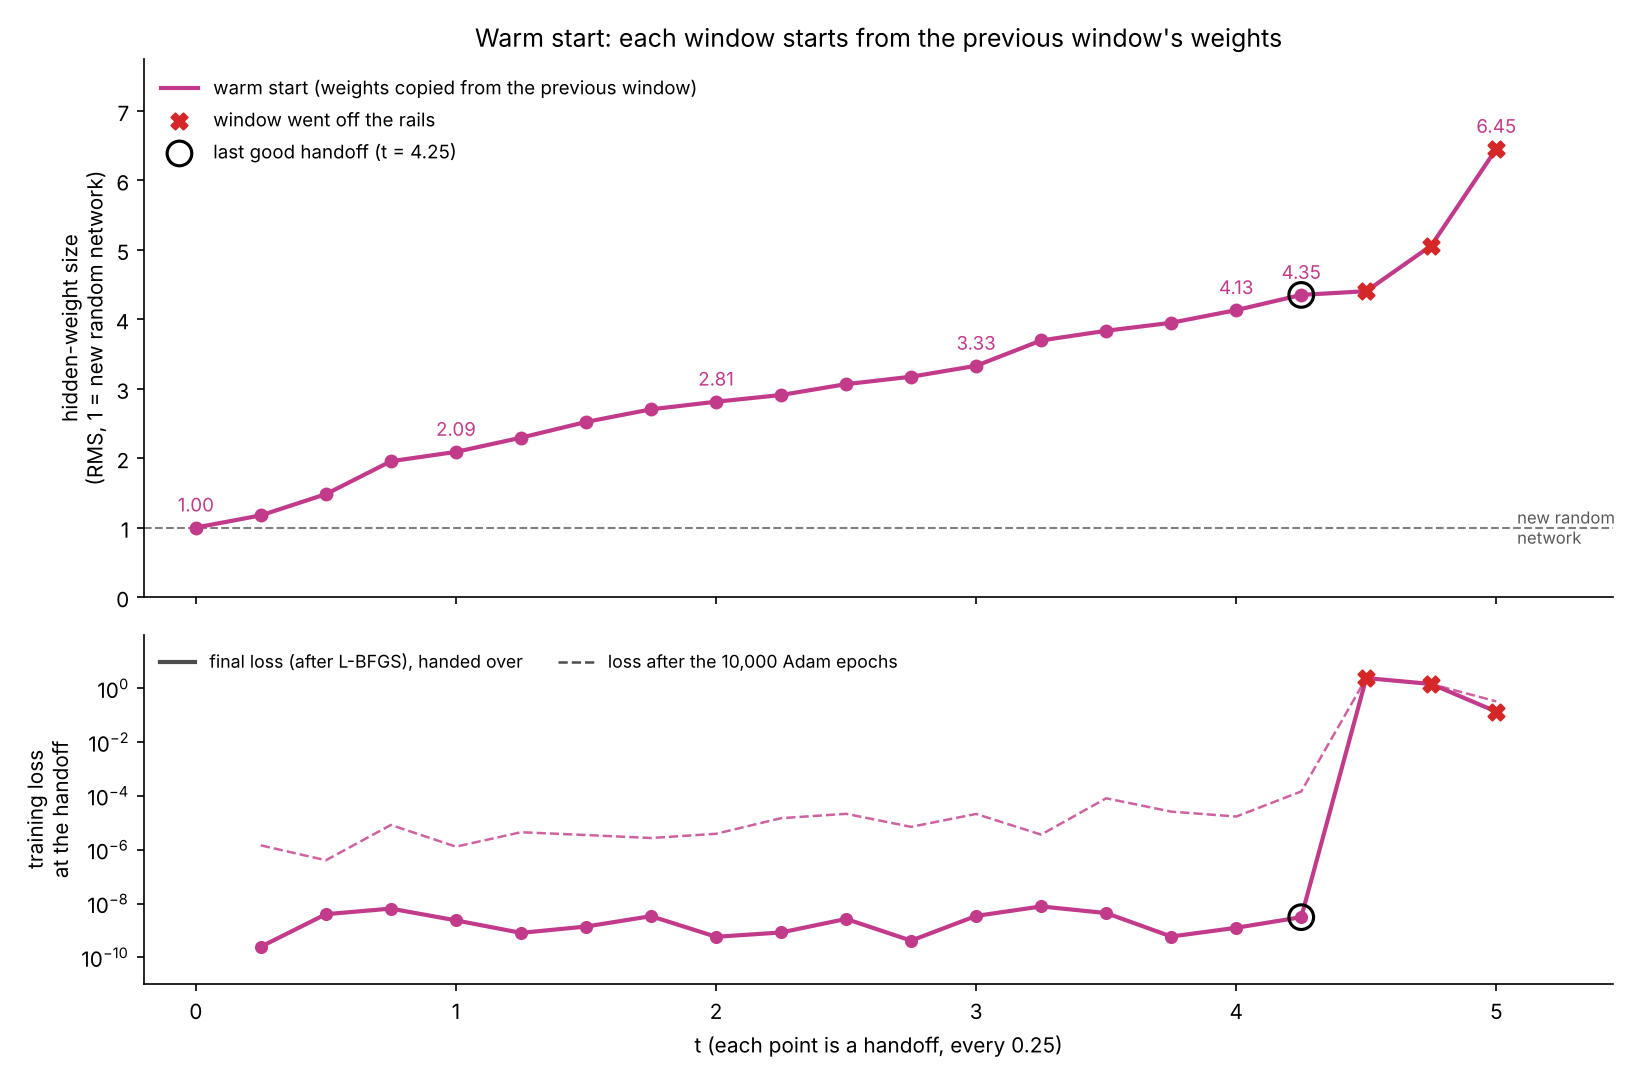 Warm start: each window starts from the previous window's weights
warm start (weights copied from the previous window)
window went off the rails
last good handoff (t = 4.25)
hidden-weight size
(RMS, 1 = new random network)
7
6
5
4
3
2
1
0
1.00
2.09
2.81
3.33
4.13
4.35
6.45
new random
network
final loss (after L-BFGS), handed over
loss after the 10,000 Adam epochs
training loss
at the handoff
10⁰
10⁻²
10⁻⁴
10⁻⁶
10⁻⁸
10⁻¹⁰
0 1 2 3 4 5
t (each point is a handoff, every 0.25)